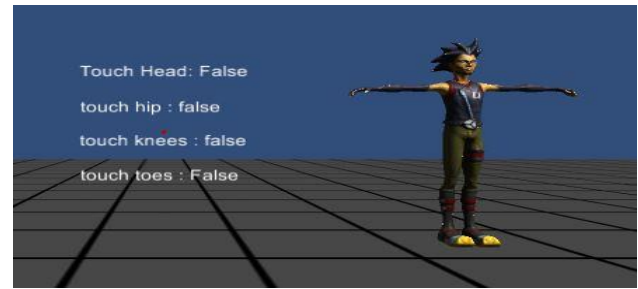 Touch Head: False
touch hip : false
touch knees : false
touch toes : False